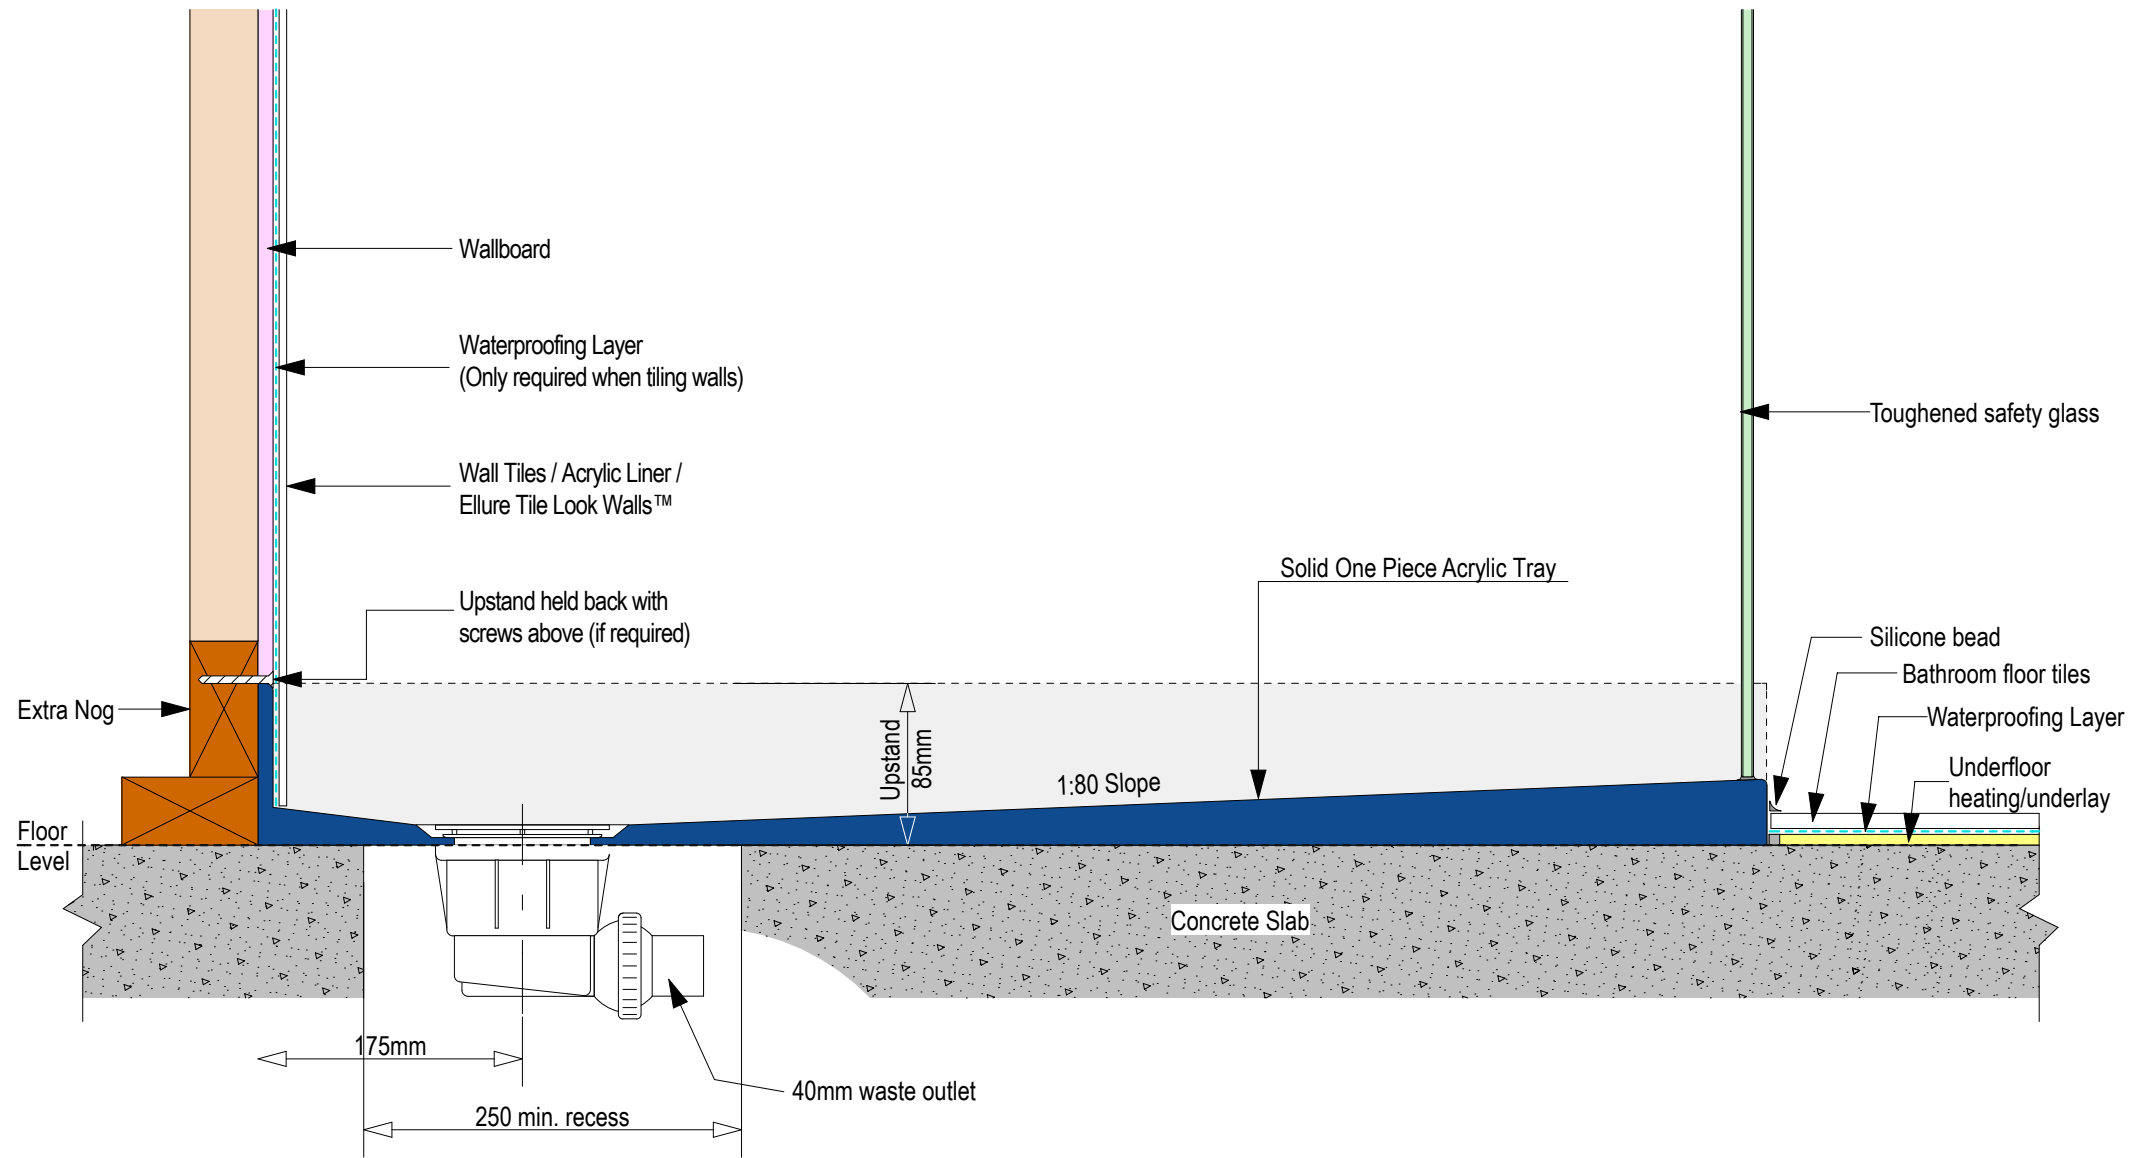 Wallboard
Waterproofing Layer
(Only required when tiling walls)
Toughened safety glass
Wall Tiles / Acrylic Liner /
Ellure Tile Look Walls™
Solid One Piece Acrylic Tray
Upstand held back with
screws above (if required)
Silicone bead
Bathroom floor tiles
Extra Nog
Waterproofing Layer
Upstand
85mm
1:80 Slope
Underfloor
heating/underlay
Floor
Level
Concrete Slab
175mm
40mm waste outlet
250 min. recess